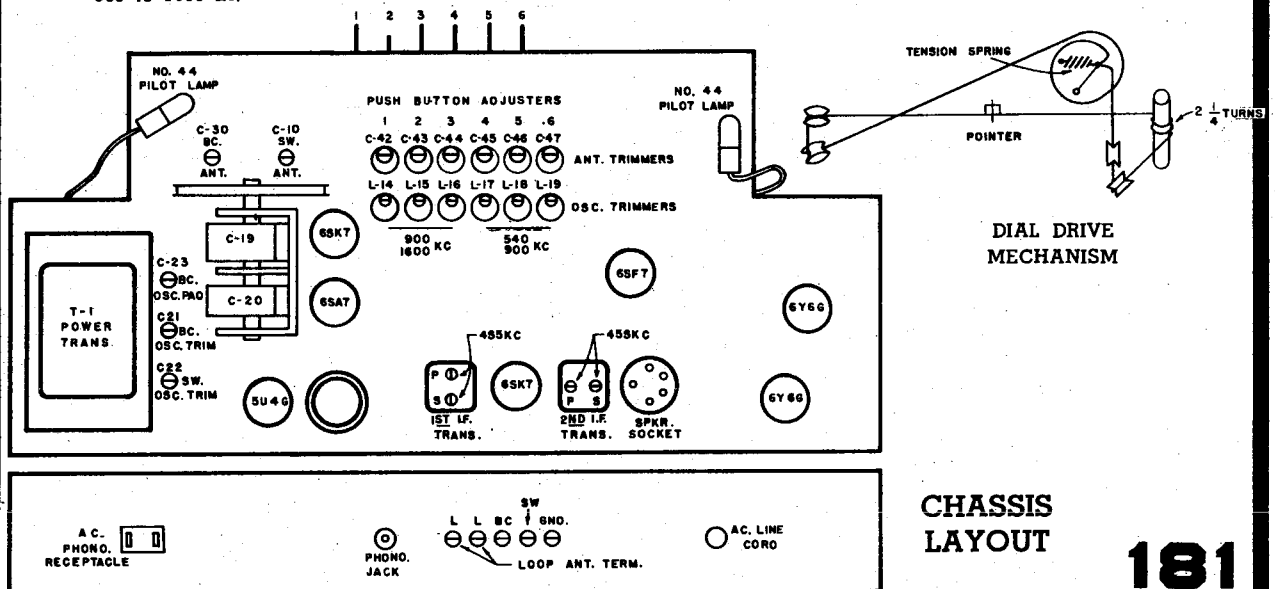 1 2 3 4 5 6
NO. 44
PILOT LAMP
PUSH BUTTON ADJUSTERS
1 2 3 4 5 .6
C-42 C-43 C-44 C-45 C-46 C-47
ANT. TRIMMERS
L-14 L-15 L-16 L-17 L-18 L-19
OSC. TRIMMERS
900
1600 KC
540
900 KC
NO. 44
PILOT LAMP
C-30
BC.
ANT.
C-10
SW.
ANT.
C-19
C-20
6SK7
6SA7
C-23
BC.
OSC. PAD
C21
BC.
OSC. TRIM
C22
SW.
OSC. TRIM
T-1
POWER
TRANS.
5U4G
455KC
P
S
1ST I.F.
TRANS.
6SK7
455KC
P S
2ND I.F.
TRANS.
SPKR.
SOCKET
6SF7
6Y6G
6Y6G
TENSION SPRING
POINTER
2 1/4 TURNS
DIAL DRIVE
MECHANISM
A C.
PHONO.
RECEPTACLE
PHONO.
JACK
SW
L L BC GND.
LOOP ANT. TERM.
AC. LINE
CORD
CHASSIS
LAYOUT
181